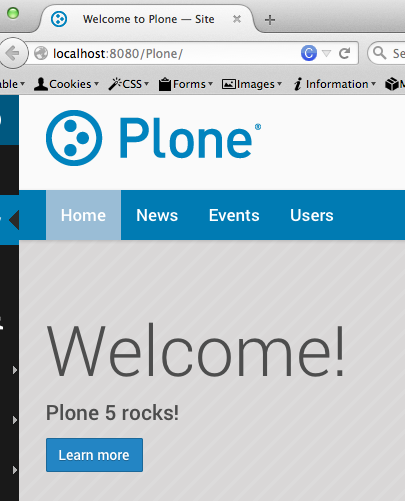 Welcome to Plone — Site
localhost:8080/Plone/
C
Cookies CSS Forms Images Information
Plone®
Home News Events Users
Welcome!
Plone 5 rocks!
Learn more